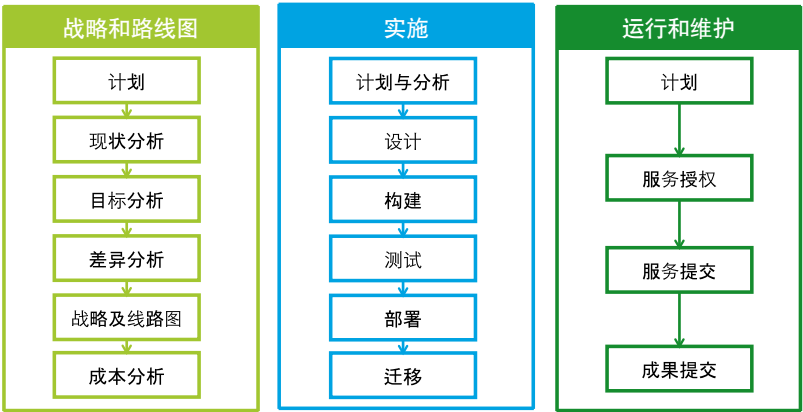 战略和路线图
计划
现状分析
目标分析
差异分析
战略及线路图
成本分析
实施
计划与分析
设计
构建
测试
部署
迁移
运行和维护
计划
服务授权
服务提交
成果提交